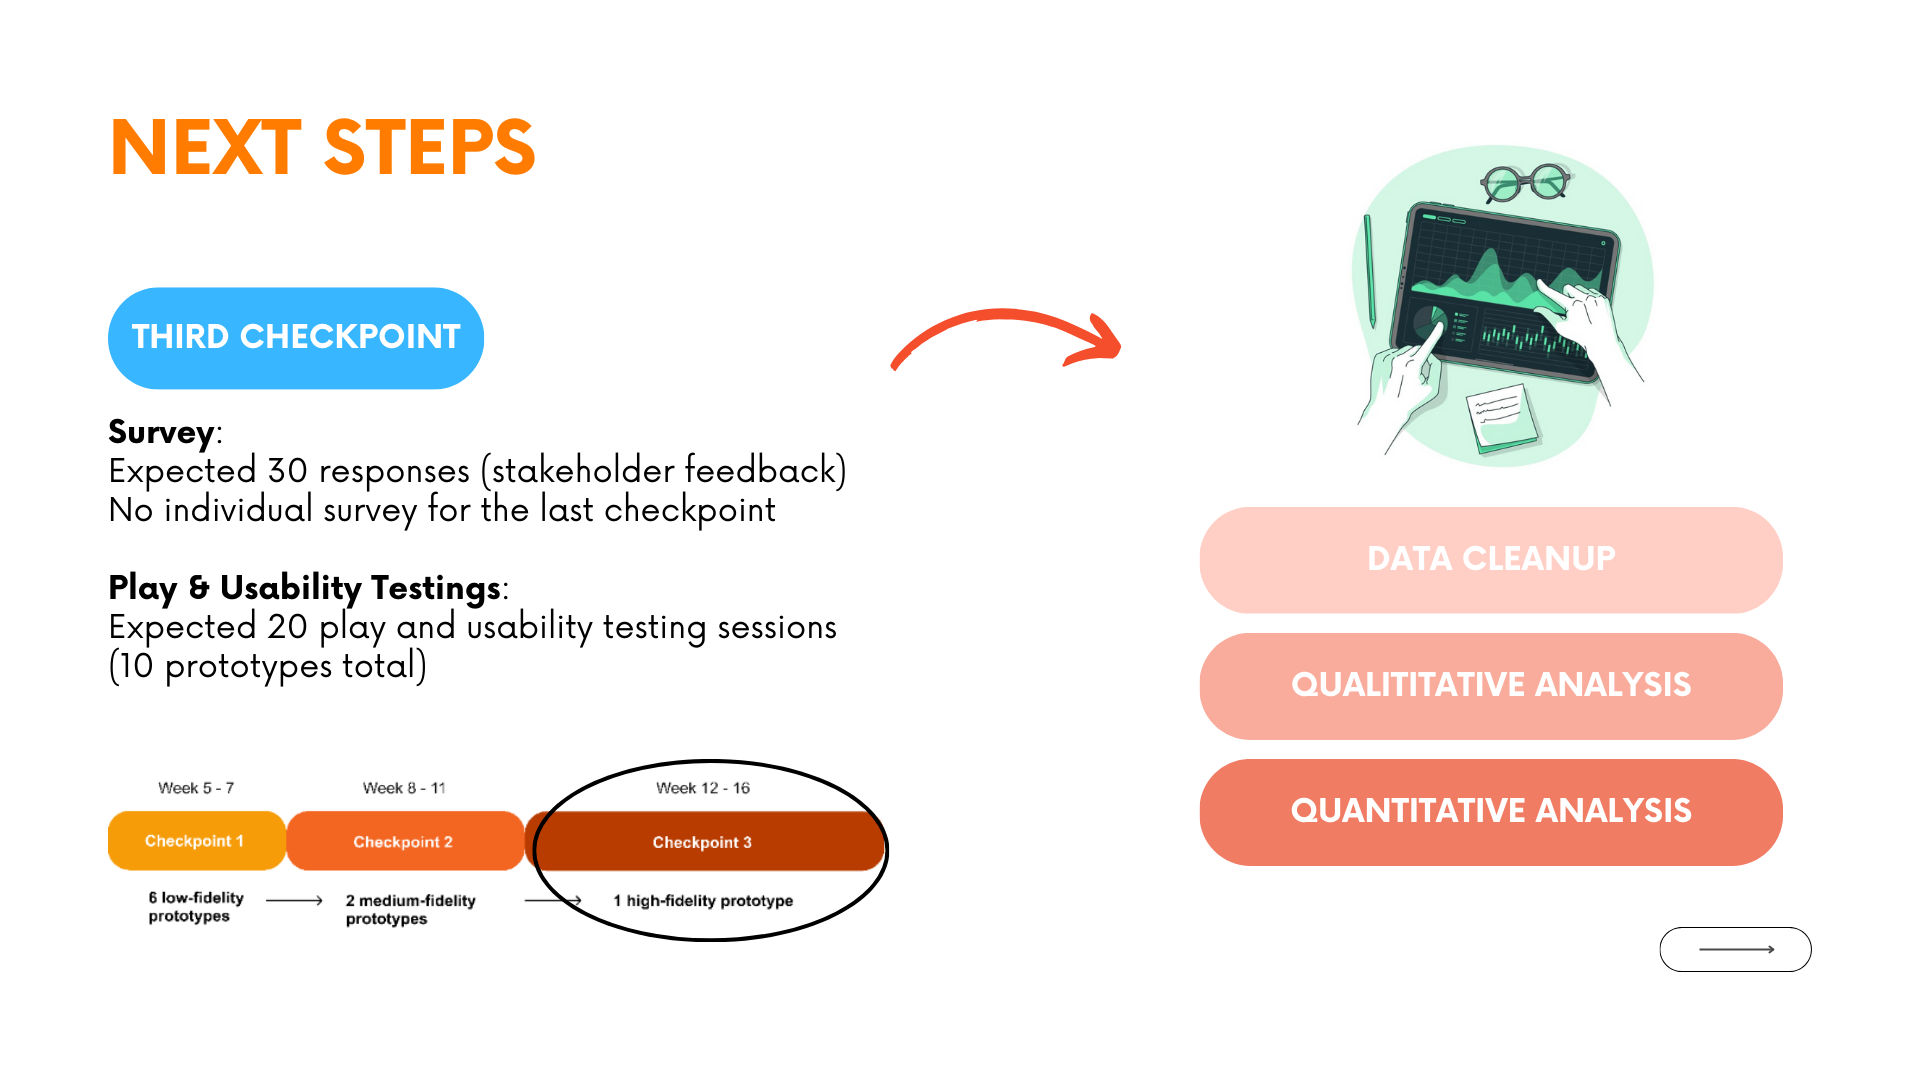 NEXT STEPS
THIRD CHECKPOINT
Survey:
Expected 30 responses (stakeholder feedback)
No individual survey for the last checkpoint
Play & Usability Testings:
Expected 20 play and usability testing sessions
(10 prototypes total)
Week 5 - 7
Week 8 - 11
Week 12 - 16
Checkpoint 1
Checkpoint 2
Checkpoint 3
6 low-fidelity
prototypes
2 medium-fidelity
prototypes
1 high-fidelity prototype
DATA CLEANUP
QUALITITATIVE ANALYSIS
QUANTITATIVE ANALYSIS